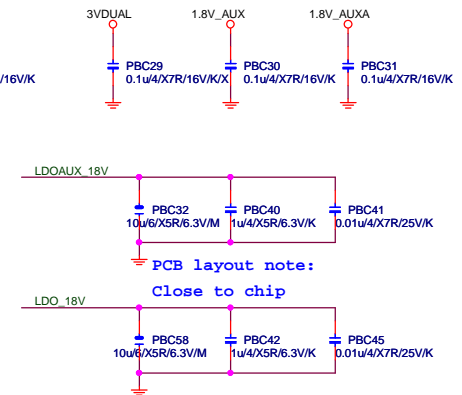 3VDUAL 1.8V_AUX 1.8V_AUXA
PBC29 PBC30 PBC31
/16V/K 0.1u/4/X7R/16V/K/X 0.1u/4/X7R/16V/K 0.1u/4/X7R/16V/K
LDOAUX_18V
PBC32 PBC40 PBC41
10u/6/X5R/6.3V/M 1u/4/X5R/6.3V/K 0.01u/4/X7R/25V/K
PCB layout note:
Close to chip
LDO_18V
PBC58 PBC42 PBC45
10u/6/X5R/6.3V/M 1u/4/X5R/6.3V/K 0.01u/4/X7R/25V/K